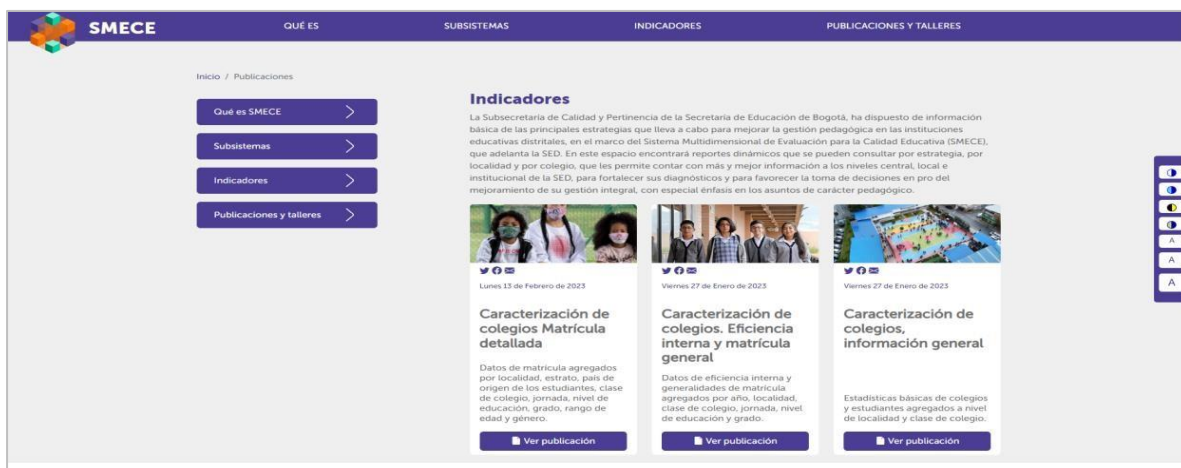 SMECE
QUÉ ES
SUBSISTEMAS
INDICADORES
PUBLICACIONES Y TALLERES
Inicio / Publicaciones
Qué es SMECE
Subsistemas
Indicadores
Publicaciones y talleres
Indicadores
La Subsecretaría de Calidad y Pertinencia de la Secretaría de Educación de Bogotá, ha dispuesto de información
básica de las principales estrategias que lleva a cabo para mejorar la gestión pedagógica en las instituciones
educativas distritales, en el marco del Sistema Multidimensional de Evaluación para la Calidad Educativa (SMECE),
que adelanta la SED. En este espacio encontrará reportes dinámicos que se pueden consultar por estrategia, por
localidad y por colegio, que les permite contar con más y mejor información a los niveles central, local e
institucional de la SED, para fortalecer sus diagnósticos y para favorecer la toma de decisiones en pro del
mejoramiento de su gestión integral, con especial énfasis en los asuntos de carácter pedagógico.
Lunes 13 de Febrero de 2023
Caracterización de
colegios Matrícula
detallada
Datos de matrícula agregados
por localidad, estrato, país de
origen de los estudiantes, clase
de colegio, jornada, nivel de
educación, grado, rango de
edad y género.
Ver publicación
Viernes 27 de Enero de 2023
Caracterización de
colegios. Eficiencia
interna y matrícula
general
Datos de eficiencia interna y
generalidades de matrícula
agregados por año, localidad,
clase de colegio, jornada, nivel
de educación y grado.
Ver publicación
Viernes 27 de Enero de 2023
Caracterización de
colegios,
información general
Estadísticas básicas de colegios
y estudiantes agregados a nivel
de localidad y clase de colegio.
Ver publicación
A
A
A